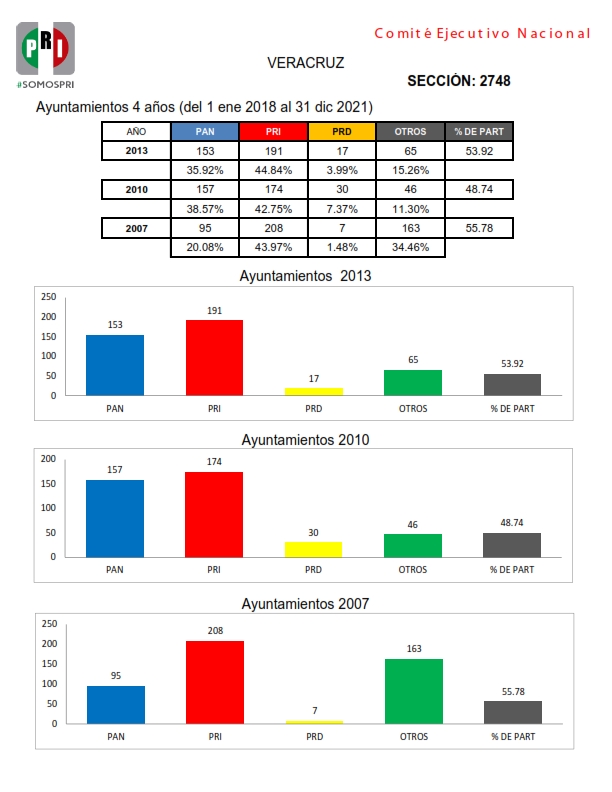 PRI
#SOMOSPRI
Comité Ejecutivo Nacional
VERACRUZ
SECCIÓN: 2748
Ayuntamientos 4 años (del 1 ene 2018 al 31 dic 2021)
AÑO PAN PRI PRD OTROS % DE PART
2013 153 191 17 65 53.92
35.92% 44.84% 3.99% 15.26%
2010 157 174 30 46 48.74
38.57% 42.75% 7.37% 11.30%
2007 95 208 7 163 55.78
20.08% 43.97% 1.48% 34.46%
Ayuntamientos 2013
250
200
150
100
50
0
153 191 17 65 53.92
PAN PRI PRD OTROS % DE PART
Ayuntamientos 2010
200
150
100
50
0
157 174 30 46 48.74
PAN PRI PRD OTROS % DE PART
Ayuntamientos 2007
250
200
150
100
50
0
95 208 7 163 55.78
PAN PRI PRD OTROS % DE PART